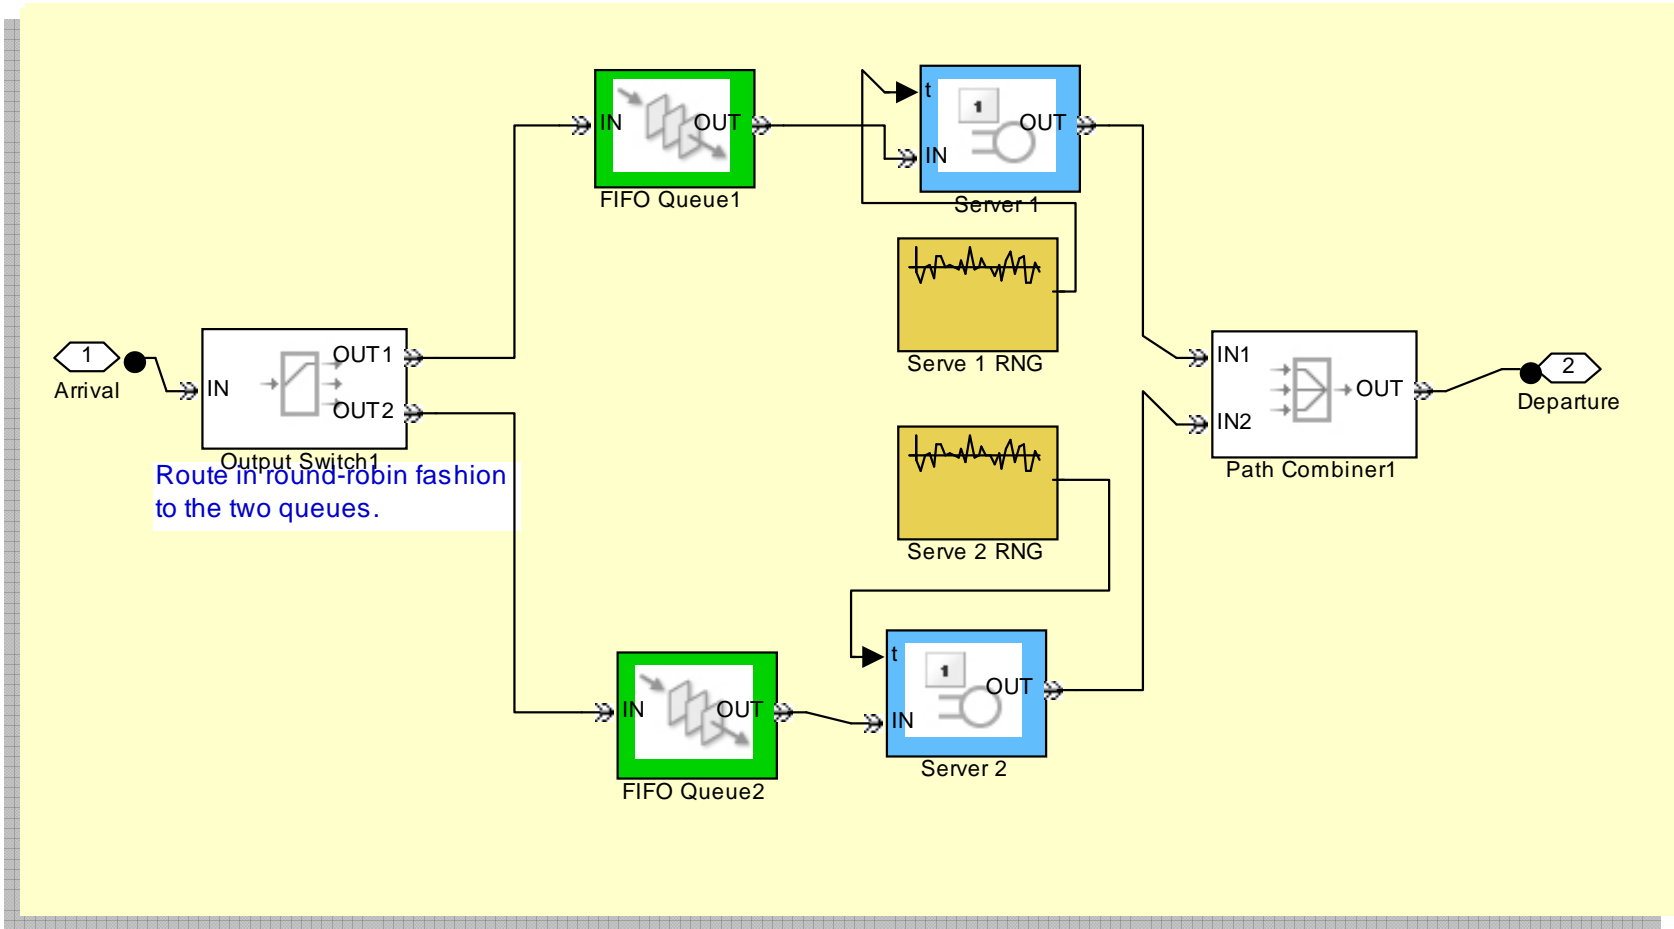 1
Arrival
IN
OUT1
OUT2
Output Switch1
Route in round-robin fashion
to the two queues.
IN
OUT
FIFO Queue1
t
1
OUT
IN
Server 1
Serve 1 RNG
Serve 2 RNG
IN
OUT
FIFO Queue2
t
1
OUT
IN
Server 2
IN1
IN2
OUT
Path Combiner1
2
Departure